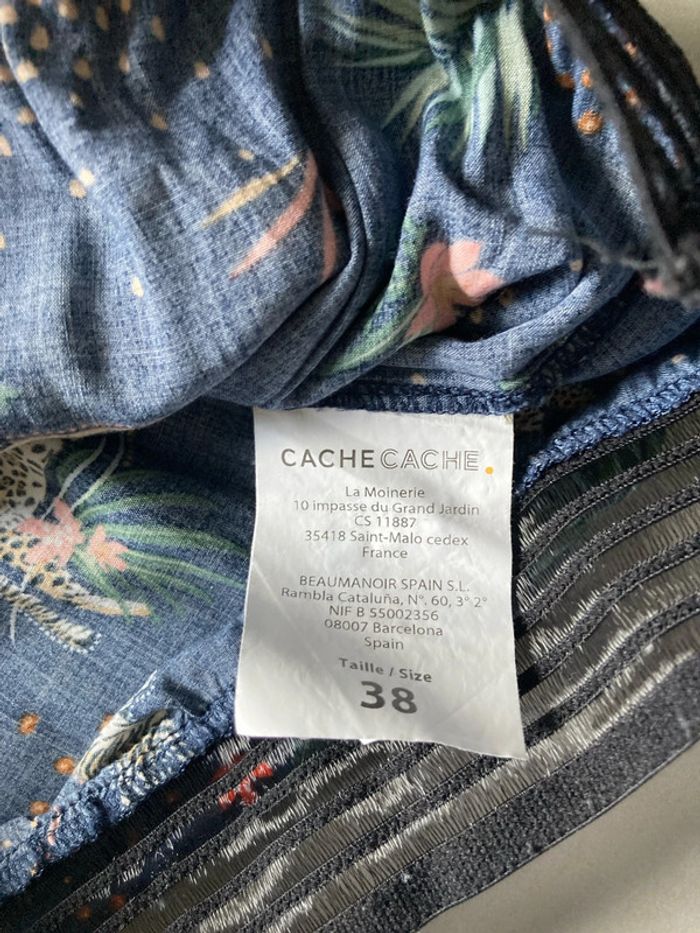 CACHECACHE.
La Moinerie
10 impasse du Grand Jardin
CS 11887
35418 Saint-Malo cedex
France
BEAUMANOIR SPAIN S.L.
Rambla Cataluña, N°. 60, 3° 2°
NIF B 55002356
08007 Barcelona
Spain
Taille / Size
38